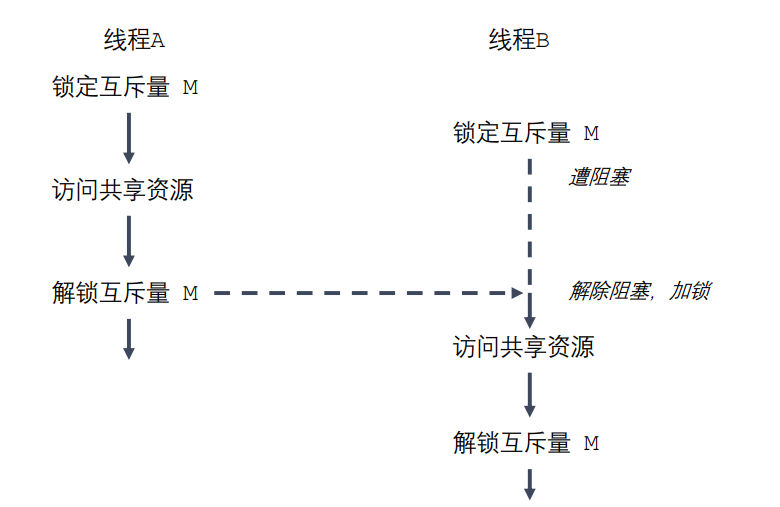 线程A
线程B
锁定互斥量 M
锁定互斥量 M
遭阻塞
访问共享资源
解锁互斥量 M
解除阻塞，加锁
访问共享资源
解锁互斥量 M